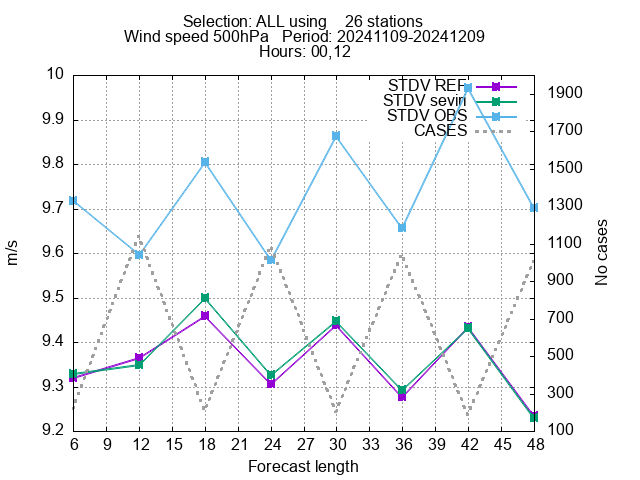 Selection: ALL using    26 stations
Wind speed 500hPa   Period: 20241109-20241209
Hours: 00,12
STDV REF
STDV seviri
STDV OBS
CASES
10
9.9
9.8
9.7
9.6
9.5
9.4
9.3
9.2
m/s
1900
1700
1500
1300
1100
900
700
500
300
100
No cases
6 9 12 15 18 21 24 27 30 33 36 39 42 45 48
Forecast length